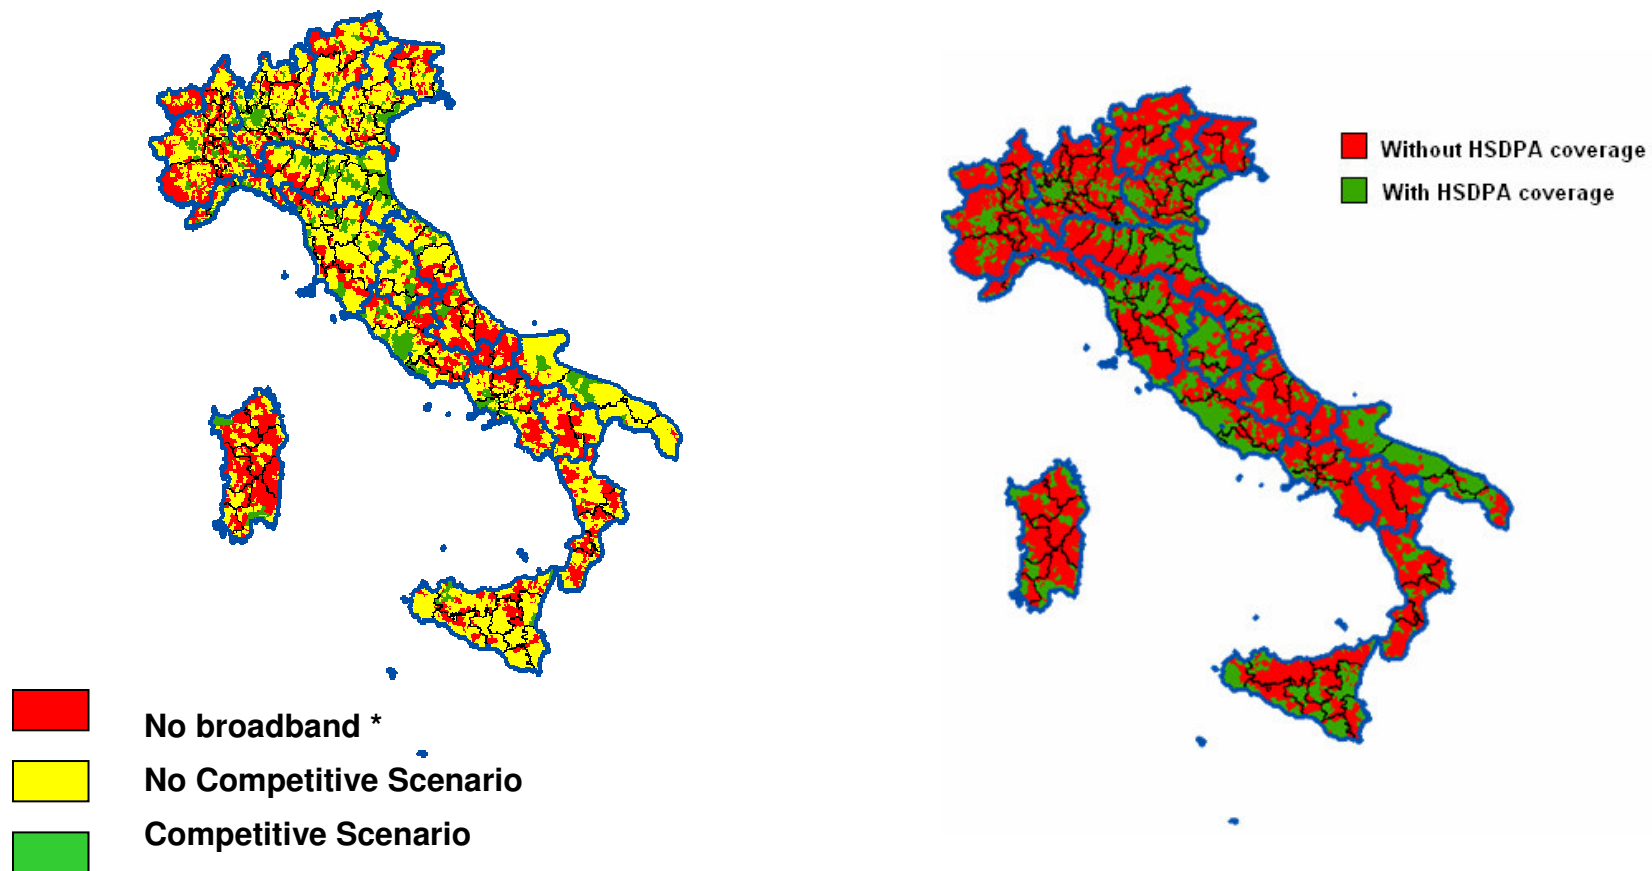 Without HSDPA coverage
With HSDPA coverage
No broadband *
No Competitive Scenario
Competitive Scenario